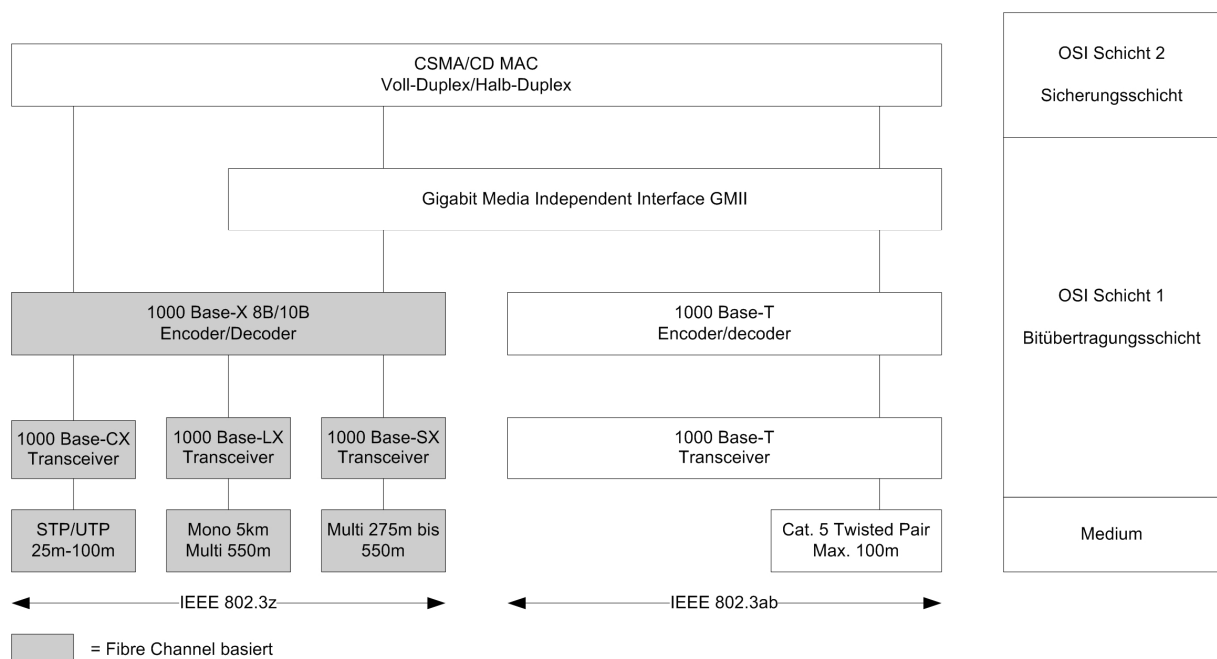 CSMA/CD MAC
Voll-Duplex/Halb-Duplex
OSI Schicht 2
Sicherungsschicht
Gigabit Media Independent Interface GMII
1000 Base-X 8B/10B
Encoder/Decoder
1000 Base-T
Encoder/decoder
OSI Schicht 1
Bitübertragungsschicht
1000 Base-CX
Transceiver
1000 Base-LX
Transceiver
1000 Base-SX
Transceiver
1000 Base-T
Transceiver
STP/UTP
25m-100m
Mono 5km
Multi 550m
Multi 275m bis
550m
Cat. 5 Twisted Pair
Max. 100m
Medium
IEEE 802.3z
IEEE 802.3ab
= Fibre Channel basiert